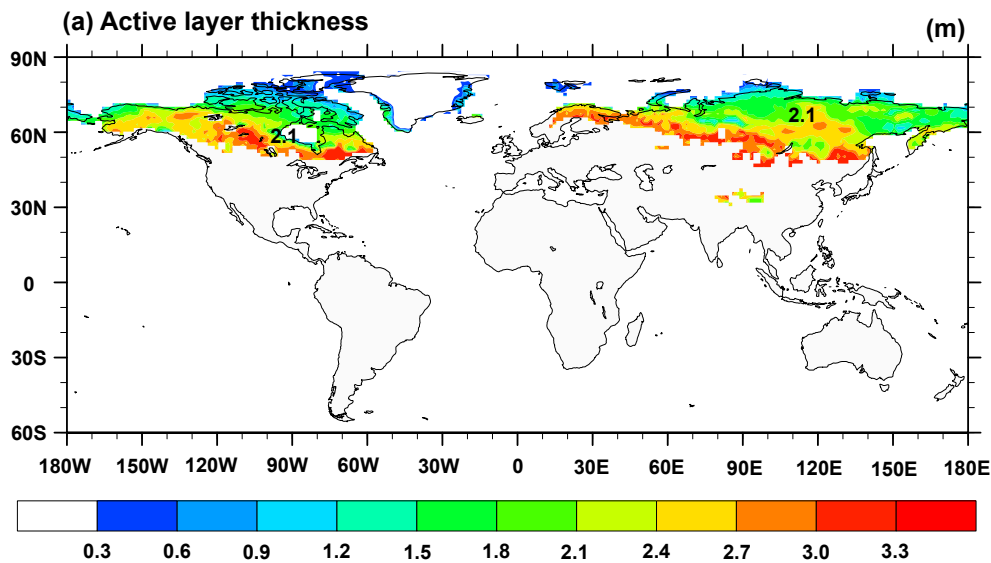 (a) Active layer thickness (m)
90N
60N
30N
0
30S
60S
2.1
2.1
180W 150W 120W 90W 60W 30W 0 30E 60E 90E 120E 150E 180E
0.3 0.6 0.9 1.2 1.5 1.8 2.1 2.4 2.7 3.0 3.3